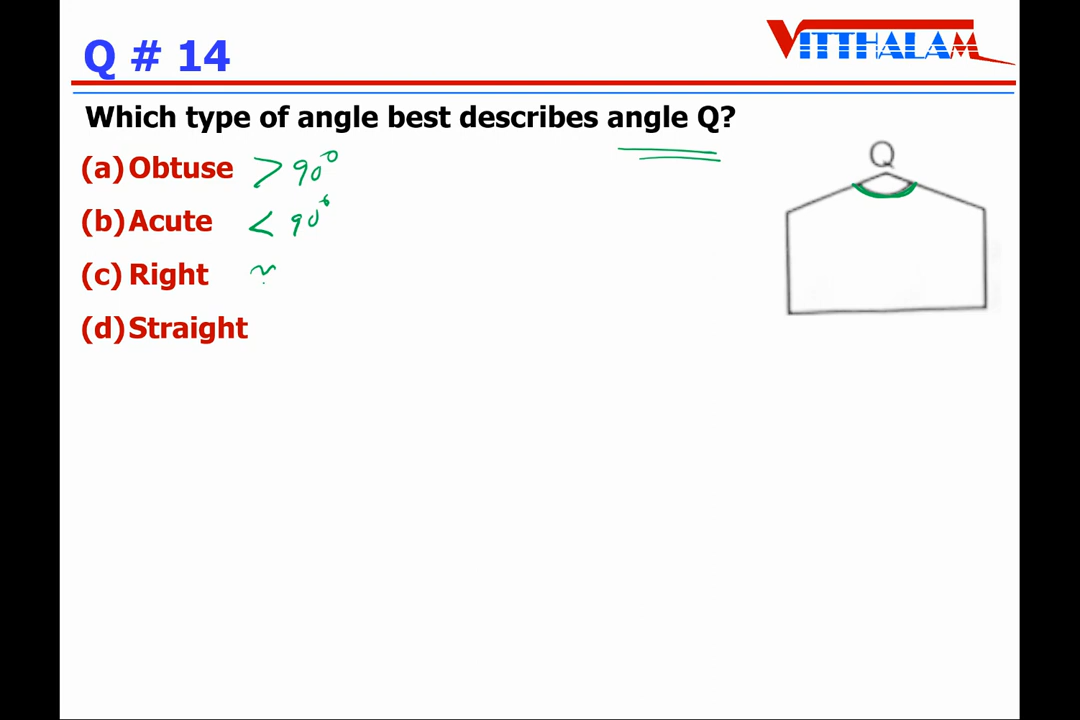 Q # 14
VITTHALAM
Which type of angle best describes angle Q?
(a) Obtuse > 90°
Q
(b) Acute < 90°
(c) Right
(d) Straight